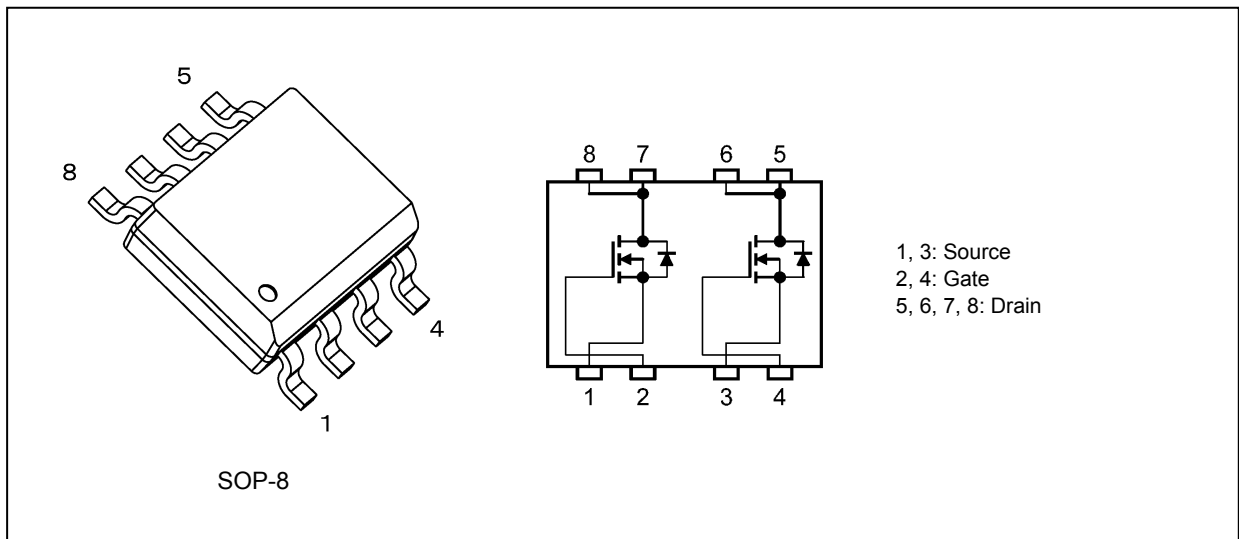 5
8
4
1
SOP-8
8 7 6 5
1 2 3 4
1, 3: Source
2, 4: Gate
5, 6, 7, 8: Drain